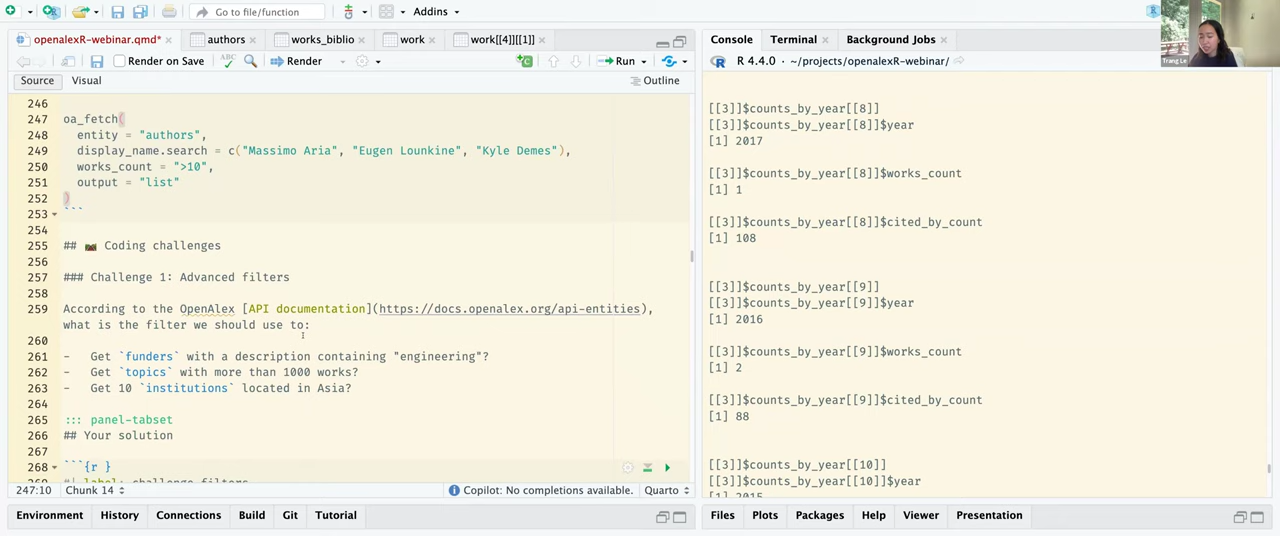 Go to file/function
Addins
openalexR-webinar.qmd*
authors
works_biblio
work
work[[4]][[1]]
Render on Save
ABC
Render
Run
Source
Visual
Outline
246
247 oa_fetch(
248 entity = "authors",
249 display_name.search = c("Massimo Aria", "Eugen Lounkine", "Kyle Demes"),
250 works_count = ">10",
251 output = "list"
252 )
253 ```
254
255 ## Coding challenges
256
257 ### Challenge 1: Advanced filters
258
259 According to the OpenAlex [API documentation](https://docs.openalex.org/api-entities),
what is the filter we should use to:
260
261 - Get `funders` with a description containing "engineering"?
262 - Get `topics` with more than 1000 works?
263 - Get 10 `institutions` located in Asia?
264
265 ::: panel-tabset
266 ## Your solution
267
268 ```{r }
269 #| label: challenge-filters
247:10 Chunk 14
Copilot: No completions available.
Quarto
Environment
History
Connections
Build
Git
Tutorial
Console
Terminal
Background Jobs
R 4.4.0 · ~/projects/openalexR-webinar/
[[3]]$counts_by_year[[8]]
[[3]]$counts_by_year[[8]]$year
[1] 2017
[[3]]$counts_by_year[[8]]$works_count
[1] 1
[[3]]$counts_by_year[[8]]$cited_by_count
[1] 108
[[3]]$counts_by_year[[9]]
[[3]]$counts_by_year[[9]]$year
[1] 2016
[[3]]$counts_by_year[[9]]$works_count
[1] 2
[[3]]$counts_by_year[[9]]$cited_by_count
[1] 88
[[3]]$counts_by_year[[10]]
[[3]]$counts_by_year[[10]]$year
[1] 2015
Files
Plots
Packages
Help
Viewer
Presentation
Trang Le